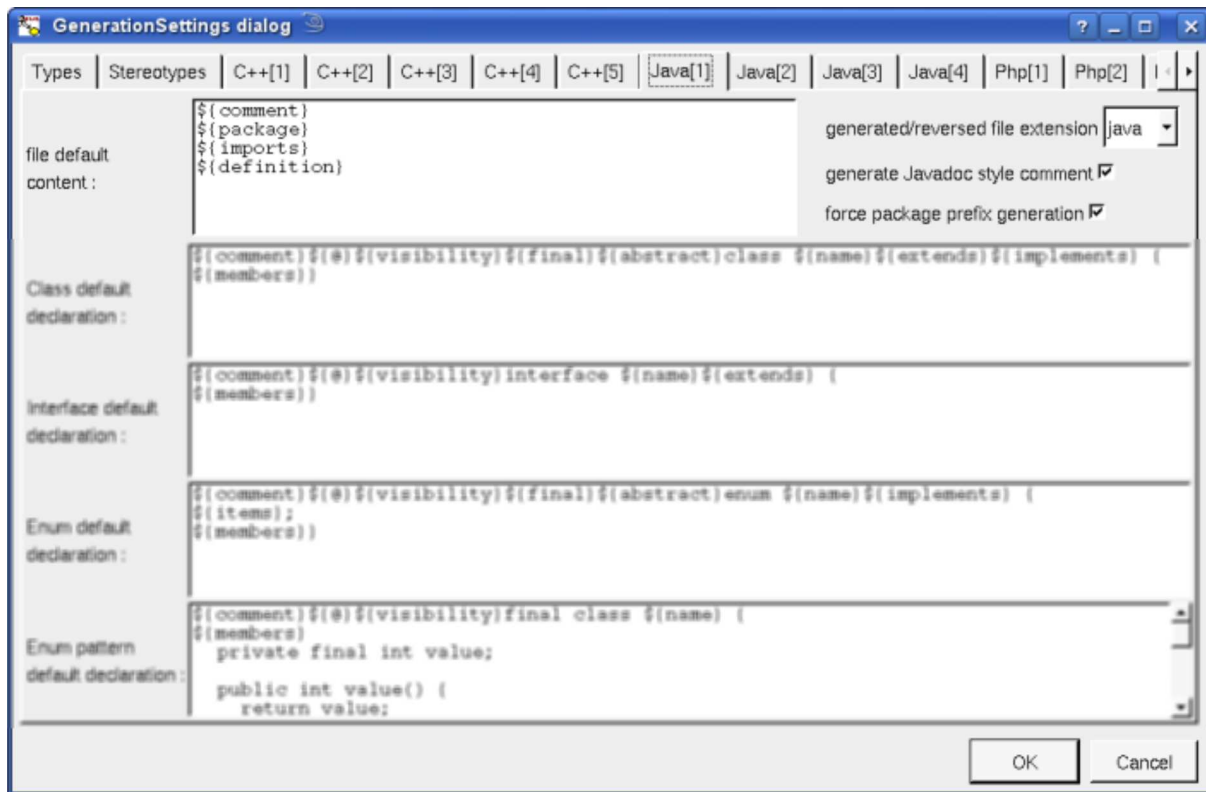 GenerationSettings dialog
Types Stereotypes C++[1] C++[2] C++[3] C++[4] C++[5] Java[1] Java[2] Java[3] Java[4] Php[1] Php[2]
file default
content :
${comment}
${package}
${imports}
${definition}
generated/reversed file extension java
generate Javadoc style comment
force package prefix generation
Class default
declaration :
${comment}${@}${visibility}${final}${abstract}class ${name}${extends}${implements} {
${members}}
Interface default
declaration :
${comment}${@}${visibility}interface ${name}${extends} {
${members}}
Enum default
declaration :
${comment}${@}${visibility}${final}${abstract}enum ${name}${implements} {
${items};
${members}}
Enum pattern
default declaration :
${comment}${@}${visibility}final class ${name} {
${members}
private final int value;
public int value() {
return value;
OK Cancel